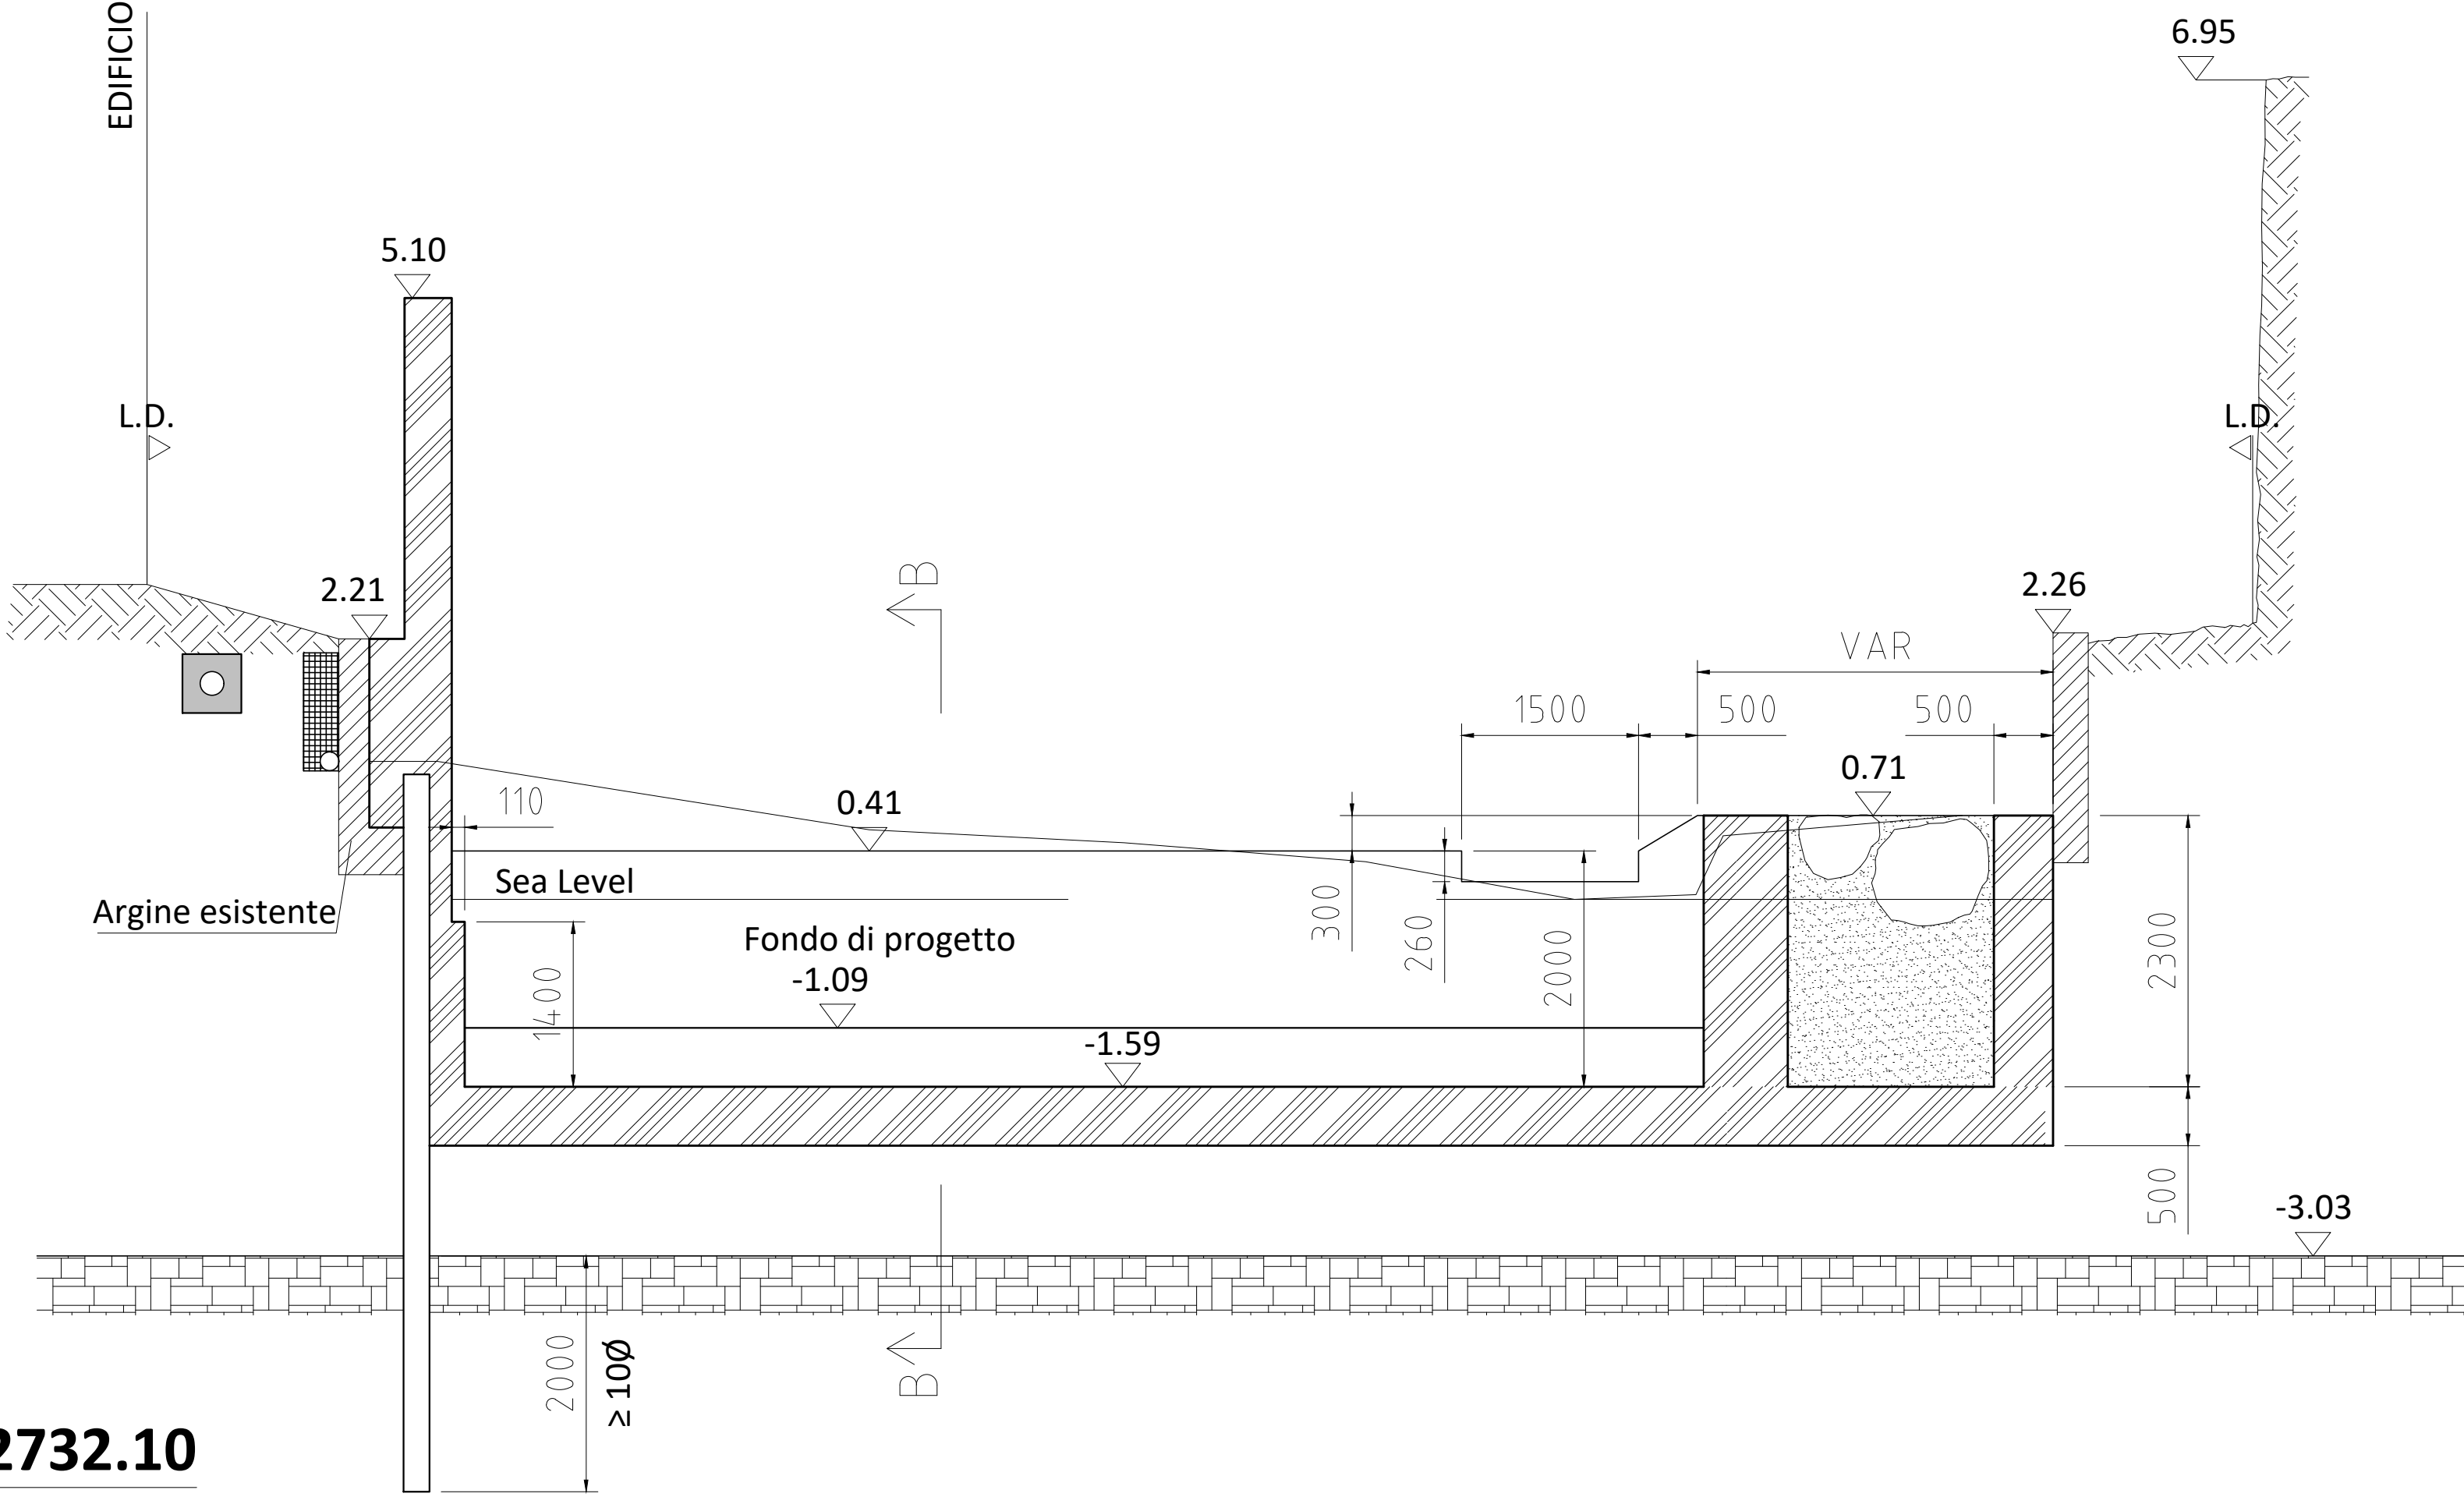 EDIFICIO
6.95
5.10
L.D.
L.D.
B
2.21
2.26
VAR
1500
500
500
0.71
110
0.41
Sea Level
Argine esistente
300
260
Fondo di progetto
-1.09
1400
2000
2300
-1.59
500
-3.03
2000
≥ 10Ø
B
2732.10